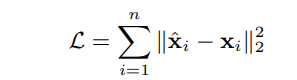 $\mathcal{L} = \sum_{i=1}^{n} \|\hat{\mathbf{x}}_i - \mathbf{x}_i\|_2^2$